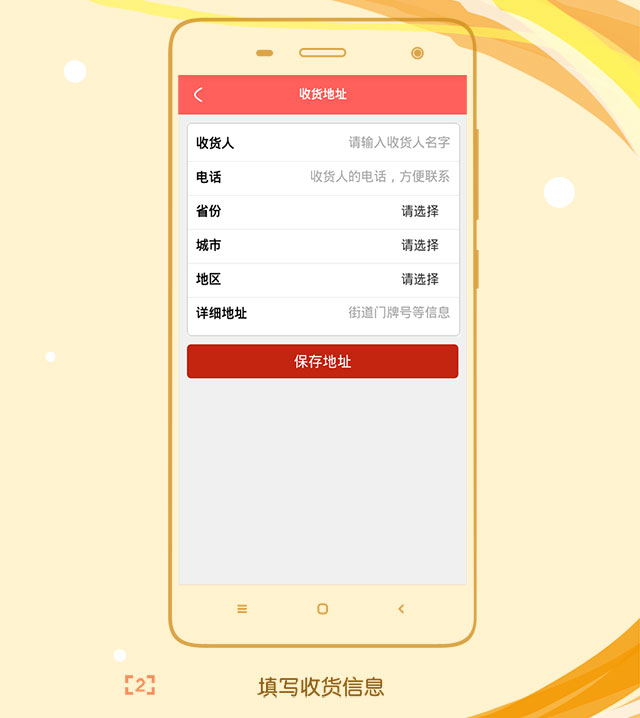 收货地址
收货人 请输入收货人名字
电话 收货人的电话，方便联系
省份 请选择
城市 请选择
地区 请选择
详细地址 街道门牌号等信息
保存地址
[2] 填写收货信息